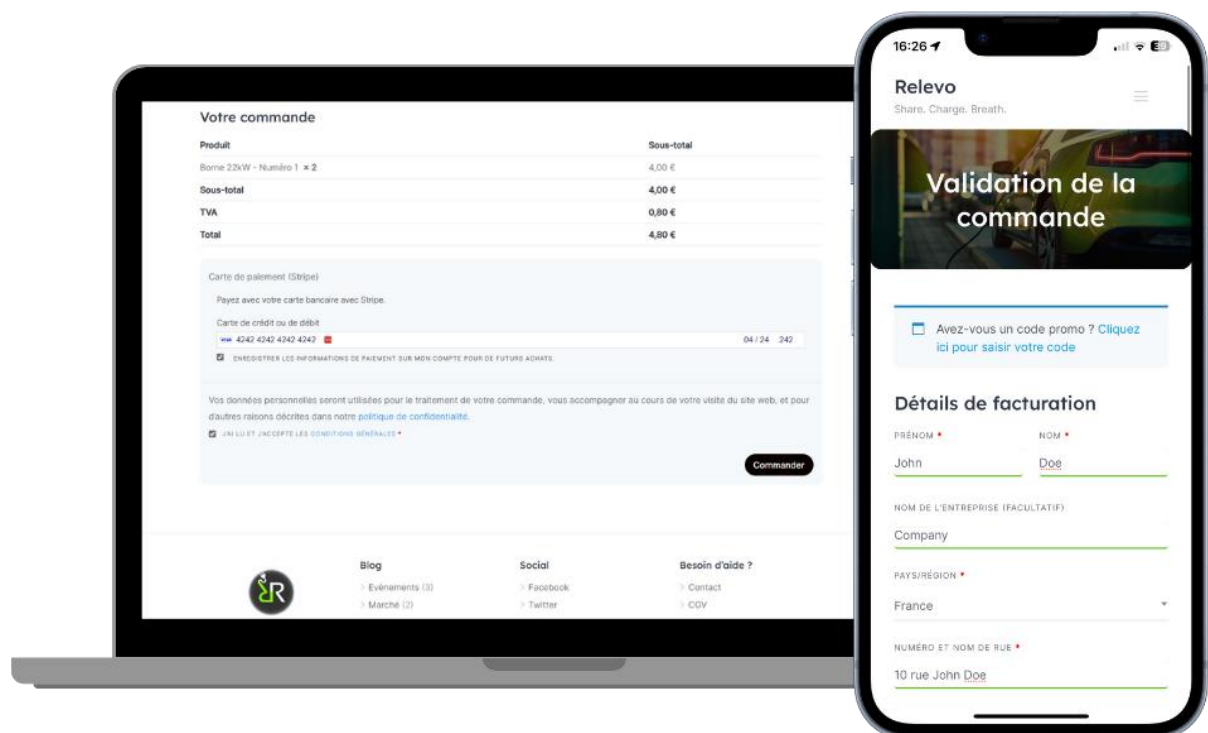 Votre commande
Produit Sous-total
Borne 22kW - Numéro 1 × 2 4,00 €
Sous-total 4,00 €
TVA 0,80 €
Total 4,80 €
Carte de paiement (Stripe)
Payez avec votre carte bancaire avec Stripe.
Carte de crédit ou de débit
VISA 4242 4242 4242 4242 04 / 24 242
ENREGISTRER LES INFORMATIONS DE PAIEMENT SUR MON COMPTE POUR DE FUTURS ACHATS.
Vos données personnelles seront utilisées pour le traitement de votre commande, vous accompagner au cours de votre visite du site web, et pour
d'autres raisons décrites dans notre politique de confidentialité.
J'AI LU ET J'ACCEPTE LES CONDITIONS GÉNÉRALES *
Commander
Blog Social Besoin d'aide ?
> Evènements (3) > Facebook > Contact
> Marché (2) > Twitter > CGV
R
16:26
30
Relevo
Share. Charge. Breath.
Validation de la
commande
Avez-vous un code promo ? Cliquez
ici pour saisir votre code
Détails de facturation
PRÉNOM * NOM *
John Doe
NOM DE L'ENTREPRISE (FACULTATIF)
Company
PAYS/RÉGION *
France
NUMÉRO ET NOM DE RUE *
10 rue John Doe